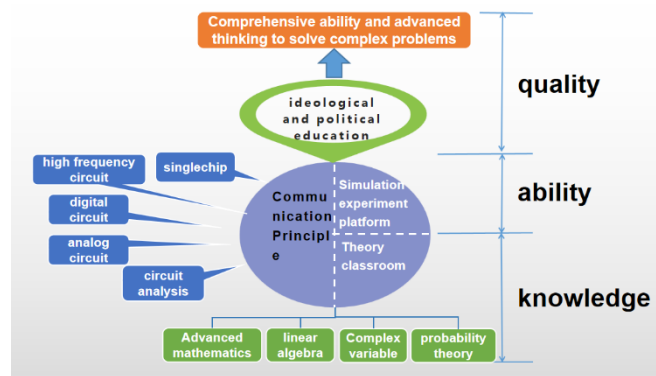 Comprehensive ability and advanced
thinking to solve complex problems
quality
ideological
and political
education
high frequency
circuit
singlechip
digital
circuit
analog
circuit
circuit
analysis
Commu
nication
Principl
e
Simulation
experiment
platform
Theory
classroom
ability
knowledge
Advanced
mathematics
linear
algebra
Complex
variable
probability
theory